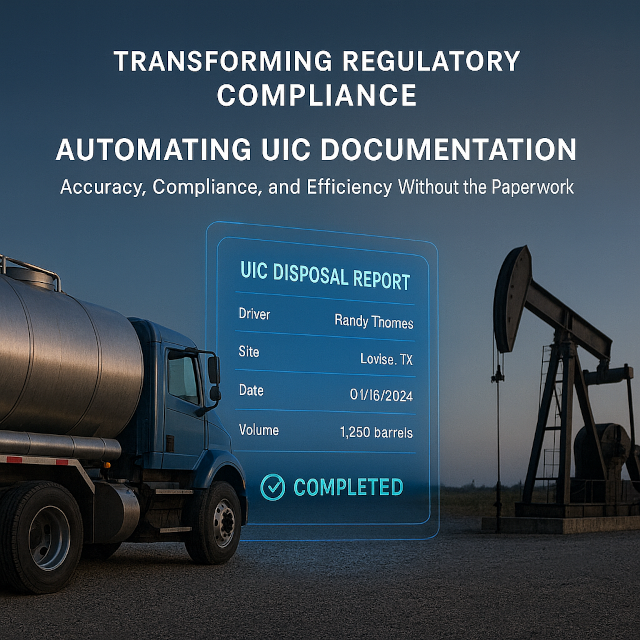 TRANSFORMING REGULATORY
COMPLIANCE
AUTOMATING UIC DOCUMENTATION
Accuracy, Compliance, and Efficiency Without the Paperwork
UIC DISPOSAL REPORT
Driver Randy Thomes
Site Lovise. TX
Date 01/16/2024
Volume 1,250 barrels
COMPLETED